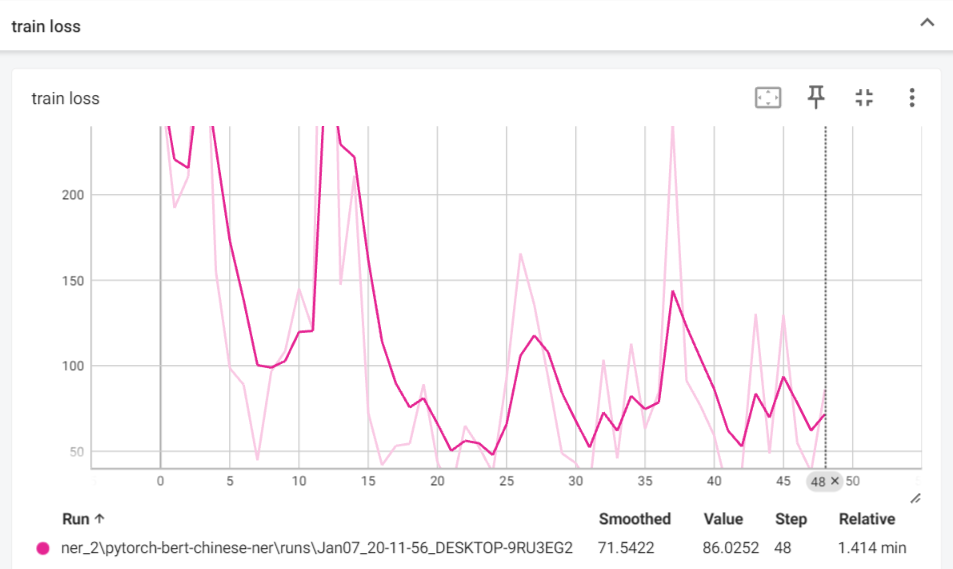 train loss
train loss
200
150
100
50
0 5 10 15 20 25 30 35 40 45 48 × 50
Run ↑ Smoothed Value Step Relative
ner_2\pytorch-bert-chinese-ner\runs\Jan07_20-11-56_DESKTOP-9RU3EG2 71.5422 86.0252 48 1.414 min